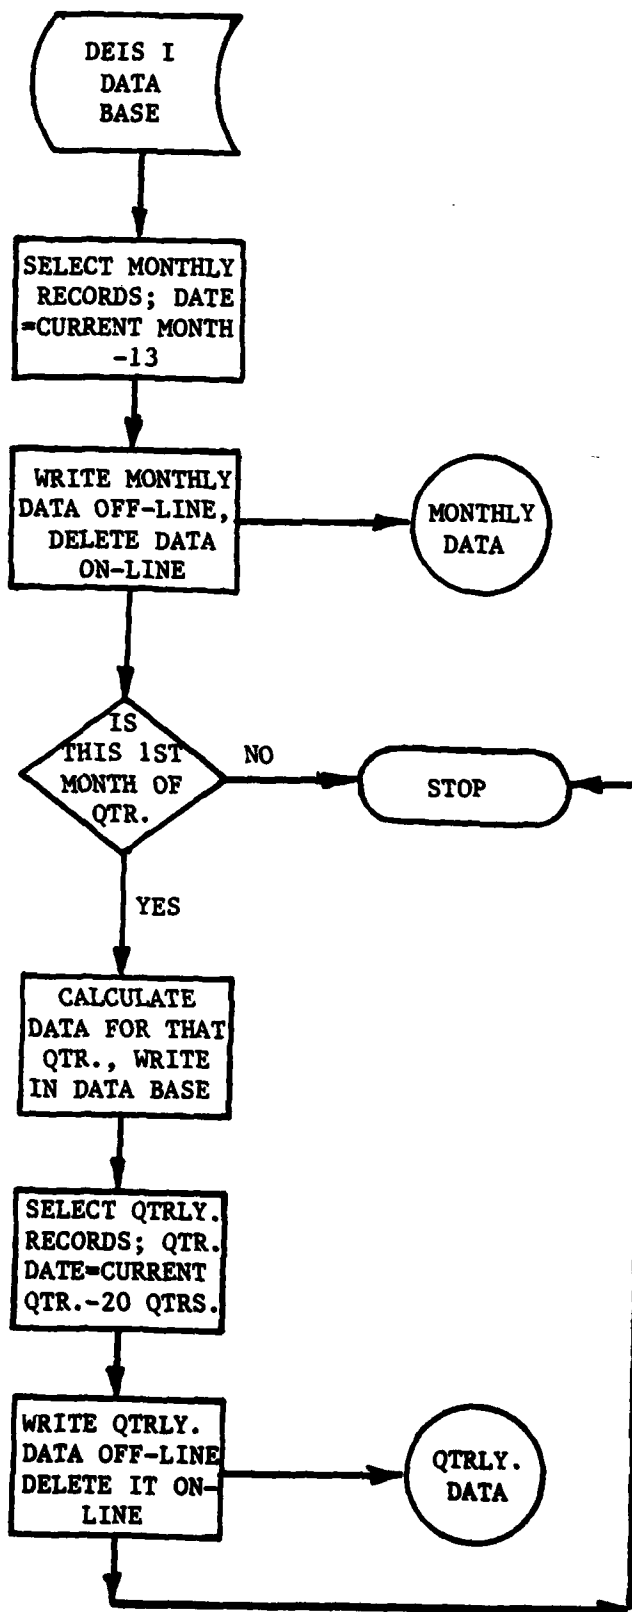 DEIS I
DATA
BASE
SELECT MONTHLY
RECORDS; DATE
=CURRENT MONTH
-13
WRITE MONTHLY
DATA OFF-LINE,
DELETE DATA
ON-LINE
MONTHLY
DATA
IS
THIS 1ST
MONTH OF
QTR.
NO
STOP
YES
CALCULATE
DATA FOR THAT
QTR., WRITE
IN DATA BASE
SELECT QTRLY.
RECORDS; QTR.
DATE=CURRENT
QTR.-20 QTRS.
WRITE QTRLY.
DATA OFF-LINE
DELETE IT ON-
LINE
QTRLY.
DATA